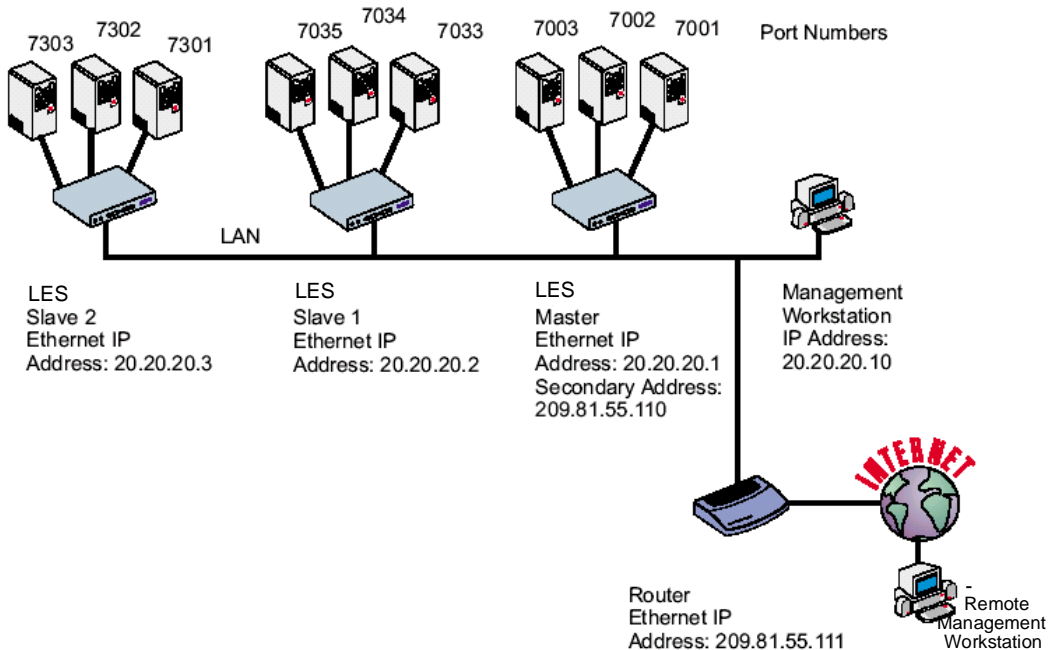 7303 7302 7301
7035 7034 7033
7003 7002 7001
Port Numbers
LAN
LES
Slave 2
Ethernet IP
Address: 20.20.20.3
LES
Slave 1
Ethernet IP
Address: 20.20.20.2
LES
Master
Ethernet IP
Address: 20.20.20.1
Secondary Address:
209.81.55.110
Management
Workstation
IP Address:
20.20.20.10
INTERNET
Router
Ethernet IP
Address: 209.81.55.111
-
Remote
Management
Workstation